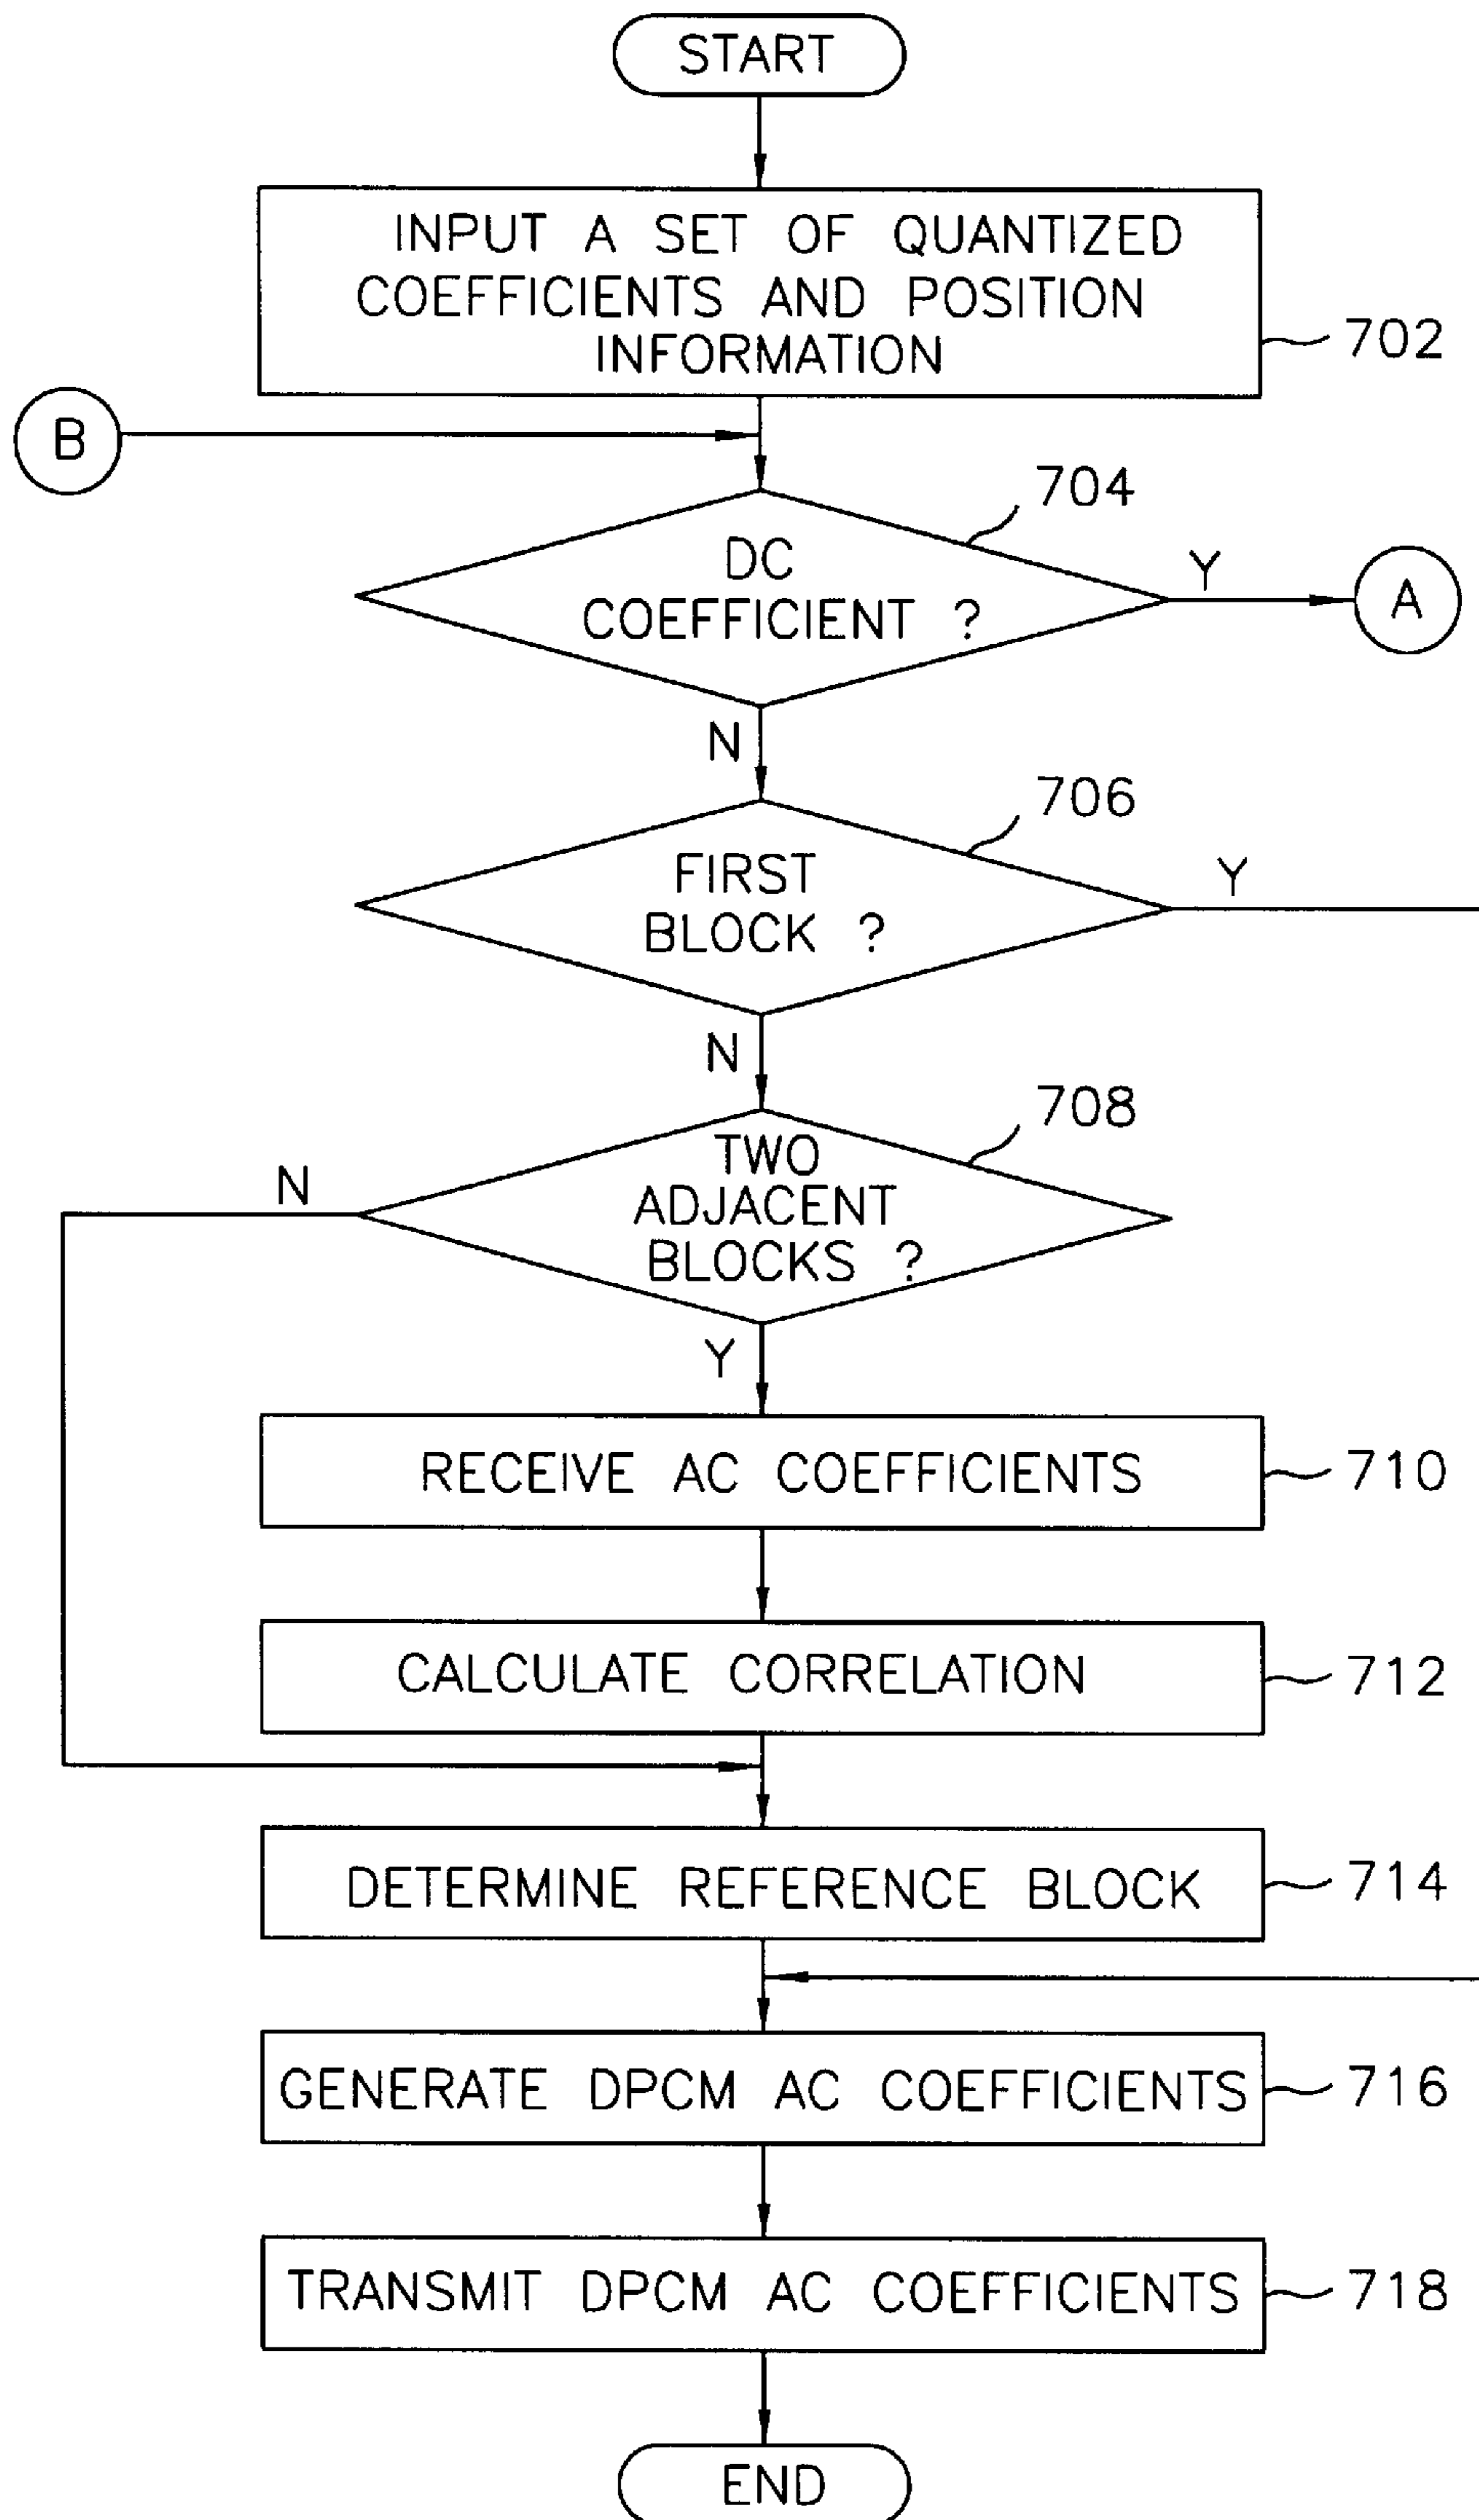 START
INPUT A SET OF QUANTIZED
COEFFICIENTS AND POSITION
INFORMATION
702
B
704
DC
COEFFICIENT ?
Y
A
N
706
FIRST
BLOCK ?
Y
N
708
TWO
ADJACENT
BLOCKS ?
N
Y
RECEIVE AC COEFFICIENTS
710
CALCULATE CORRELATION
712
DETERMINE REFERENCE BLOCK
714
GENERATE DPCM AC COEFFICIENTS
716
TRANSMIT DPCM AC COEFFICIENTS
718
END